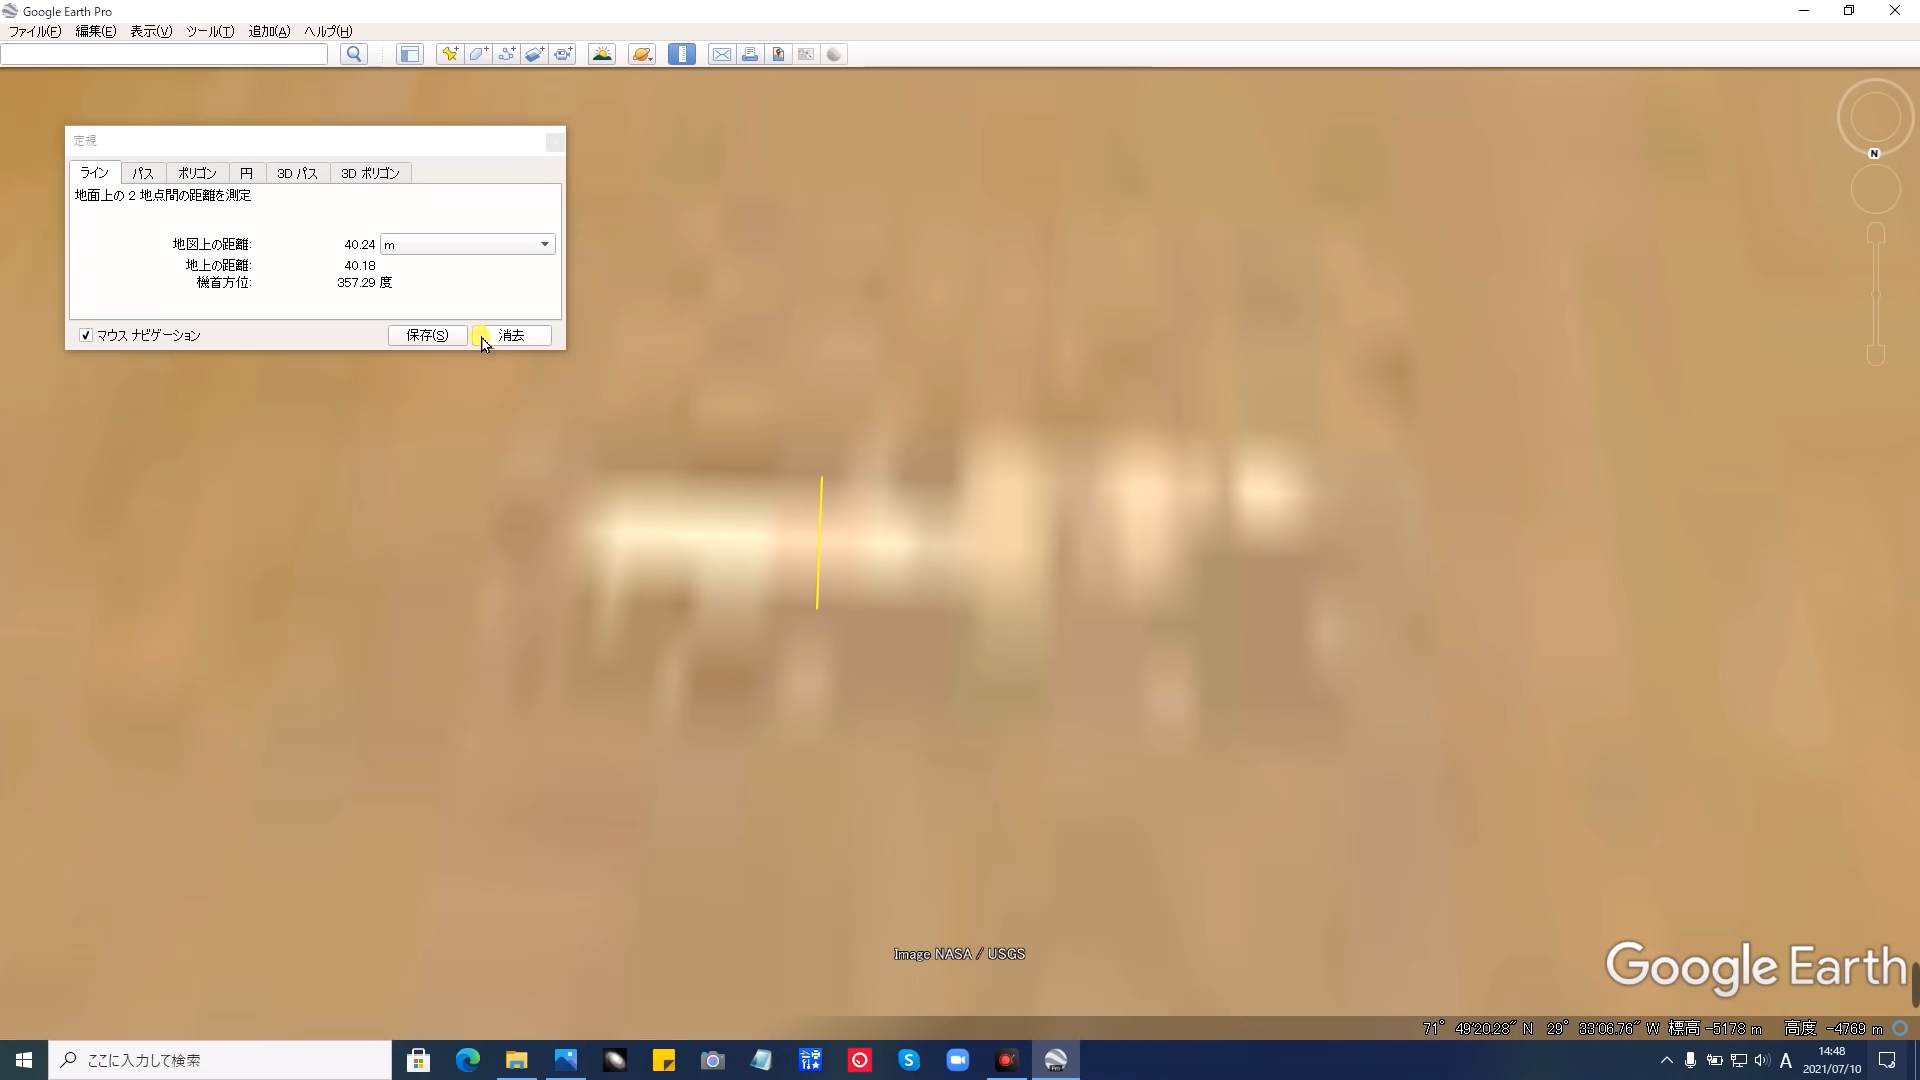 Google Earth Pro
ファイル(F) 編集(E) 表示(V) ツール(T) 追加(A) ヘルプ(H)
定規
ライン パス ポリゴン 円 3D パス 3D ポリゴン
地面上の 2 地点間の距離を測定
地図上の距離: 40.24 m
地上の距離: 40.18
機首方位: 357.29 度
マウス ナビゲーション 保存(S) 消去
N
Image NASA / USGS
Google Earth
71° 49'20.28" N 29° 33'06.76" W 標高 -5178 m 高度 -4769 m
ここに入力して検索
A
14:48
2021/07/10